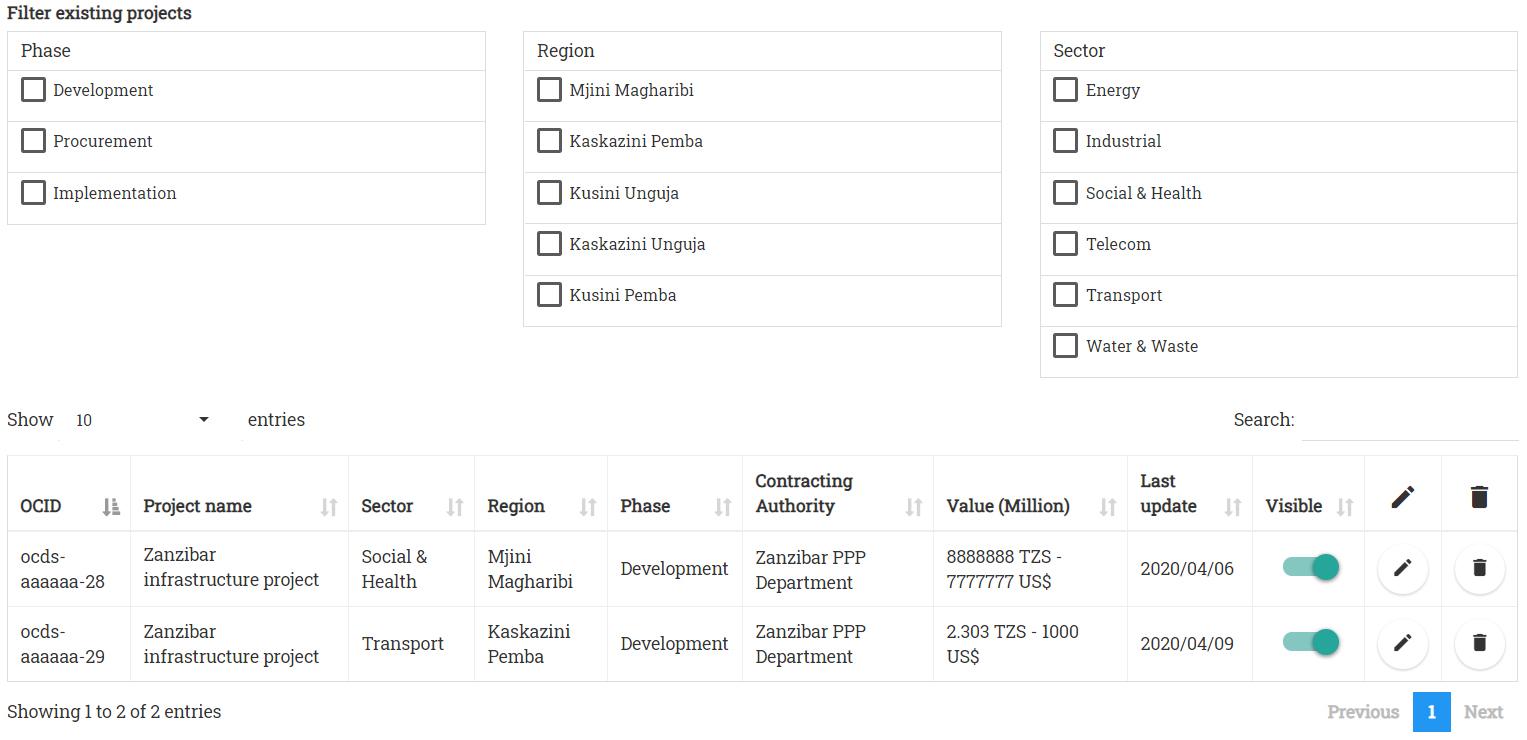 Filter existing projects
Phase
Development
Procurement
Implementation
Region
Mjini Magharibi
Kaskazini Pemba
Kusini Unguja
Kaskazini Unguja
Kusini Pemba
Sector
Energy
Industrial
Social & Health
Telecom
Transport
Water & Waste
Show 10 entries
Search:
OCID Project name Sector Region Phase Contracting Authority Value (Million) Last update Visible
ocds-aaaaaa-28 Zanzibar infrastructure project Social & Health Mjini Magharibi Development Zanzibar PPP Department 8888888 TZS - 7777777 US$ 2020/04/06
ocds-aaaaaa-29 Zanzibar infrastructure project Transport Kaskazini Pemba Development Zanzibar PPP Department 2.303 TZS - 1000 US$ 2020/04/09
Showing 1 to 2 of 2 entries
Previous 1 Next